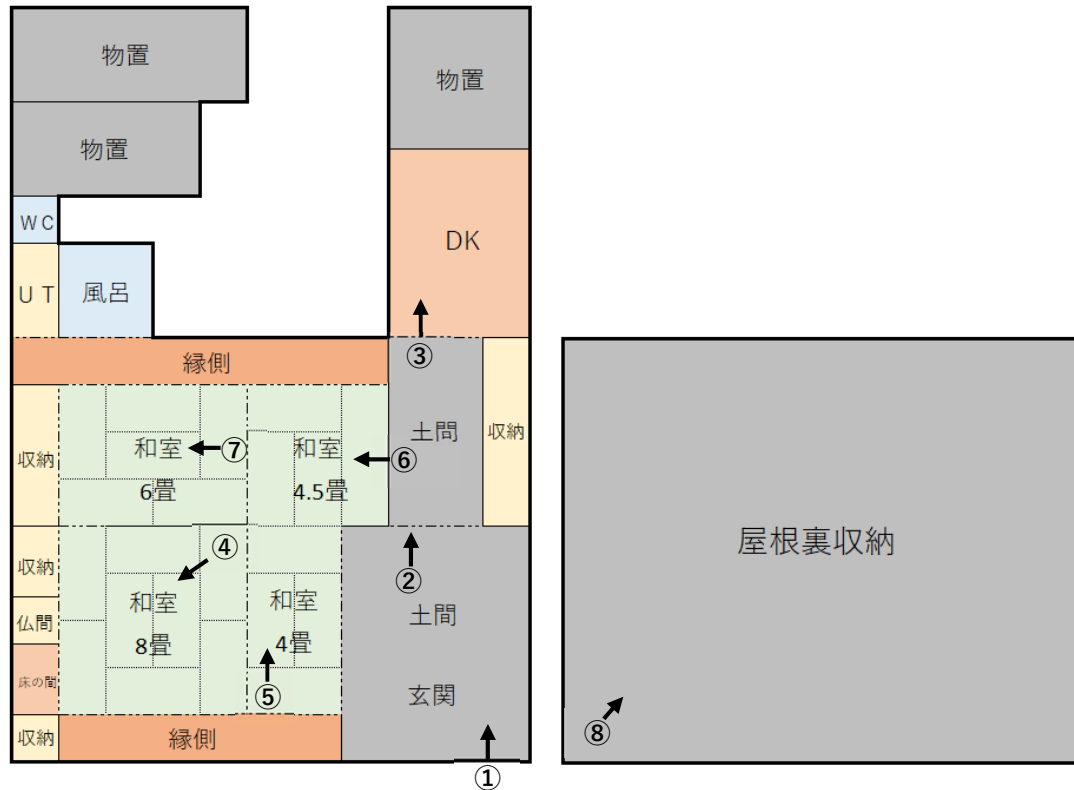 物置
物置
物置
WC
DK
UT
風呂
③
縁側
収納
和室
6畳
⑦
和室
4.5畳
⑥
土間
収納
②
収納
④
仏間
和室
8畳
和室
4畳
土間
床の間
⑤
玄関
収納
縁側
①
屋根裏収納
⑧